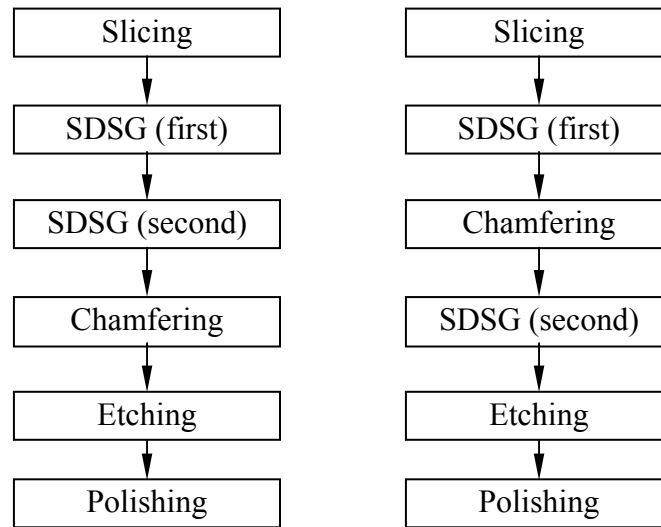 Slicing
SDSG (first)
SDSG (second)
Chamfering
Etching
Polishing
Slicing
SDSG (first)
Chamfering
SDSG (second)
Etching
Polishing